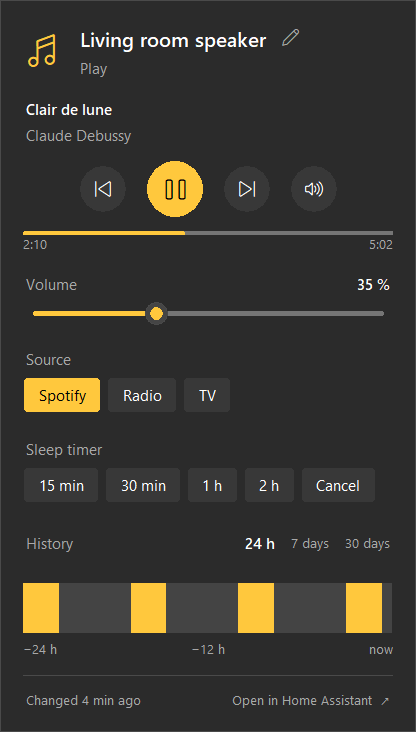 Living room speaker
Play
Clair de lune
Claude Debussy
2:10 5:02
Volume 35 %
Source
Spotify Radio TV
Sleep timer
15 min 30 min 1 h 2 h Cancel
History 24 h 7 days 30 days
−24 h −12 h now
Changed 4 min ago Open in Home Assistant ↗